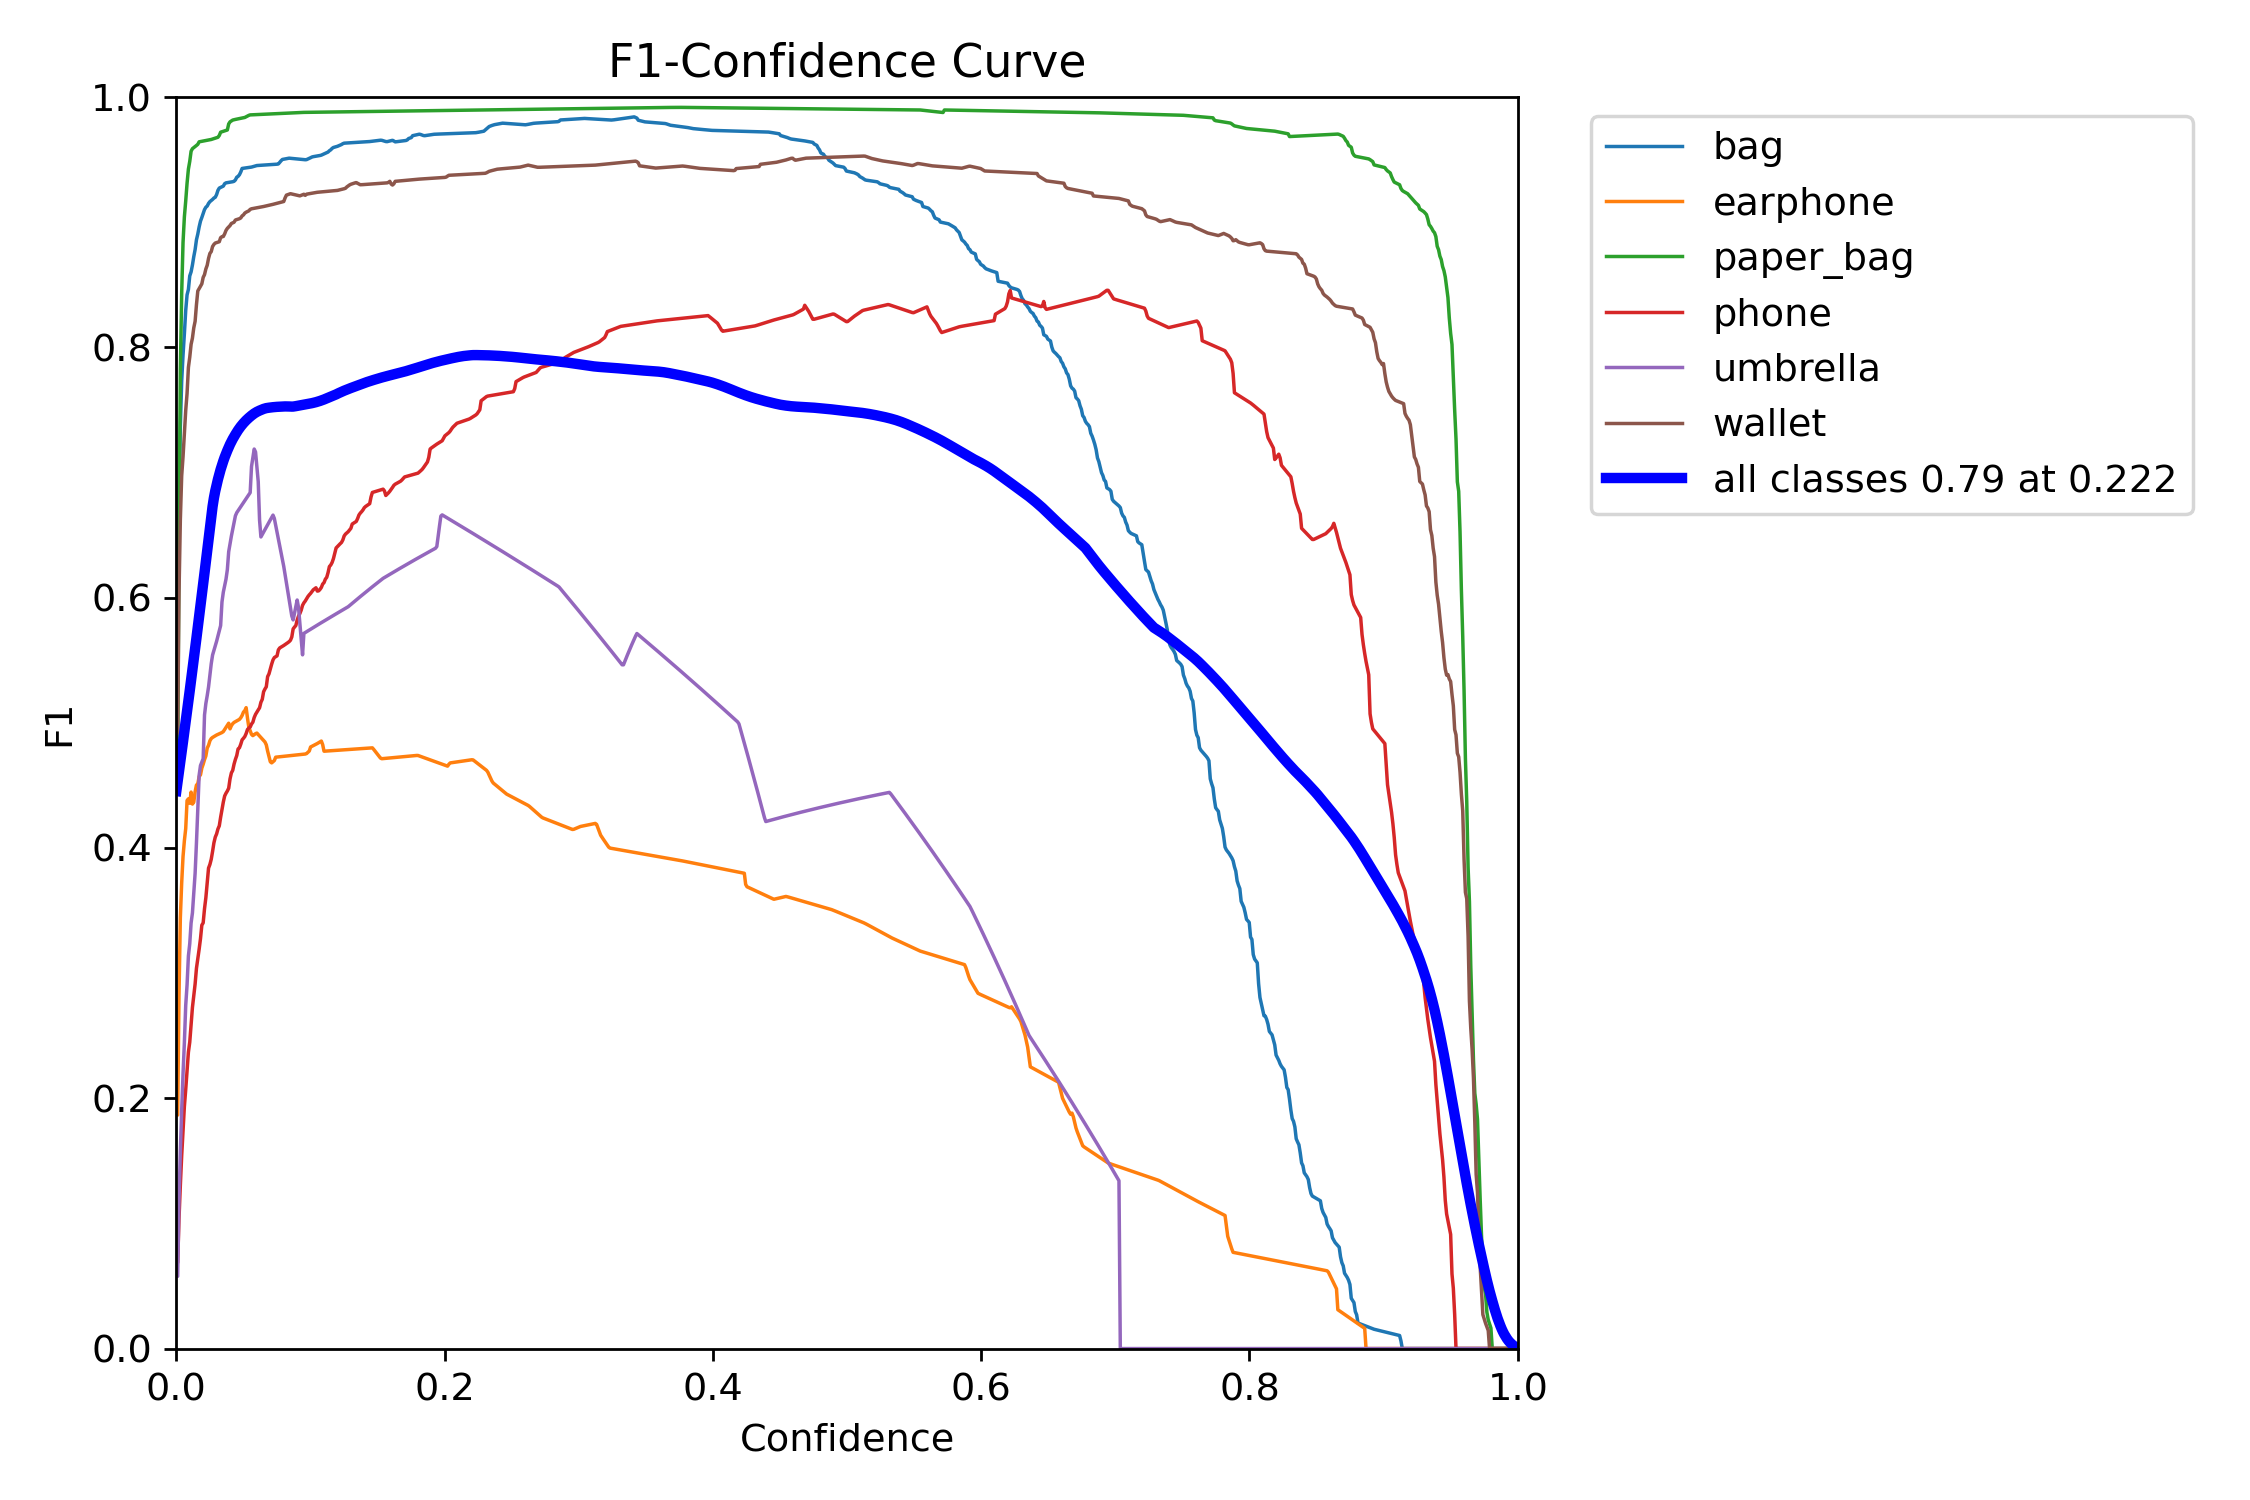 F1-Confidence Curve
1.0
0.8
0.6
0.4
0.2
0.0
F1
0.0 0.2 0.4 0.6 0.8 1.0
Confidence
bag
earphone
paper_bag
phone
umbrella
wallet
all classes 0.79 at 0.222